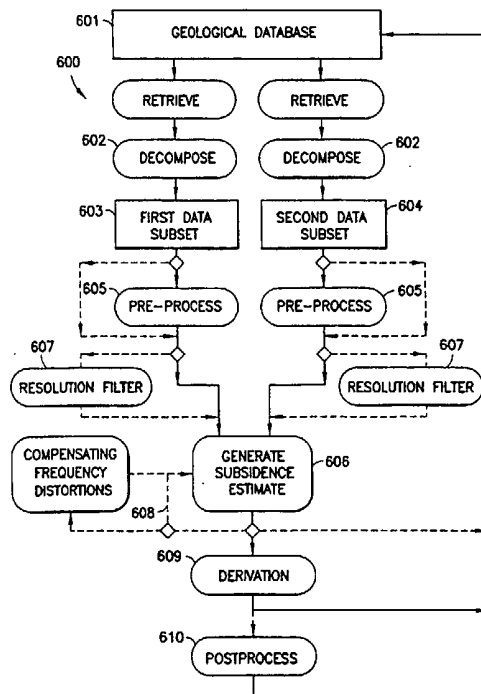 601
GEOLOGICAL DATABASE
600
RETRIEVE
RETRIEVE
602
DECOMPOSE
602
DECOMPOSE
603
FIRST DATA
SUBSET
604
SECOND DATA
SUBSET
605
PRE-PROCESS
605
PRE-PROCESS
607
RESOLUTION FILTER
607
RESOLUTION FILTER
COMPENSATING
FREQUENCY
DISTORTIONS
608
GENERATE
SUBSIDENCE
ESTIMATE
606
609
DERIVATION
610
POSTPROCESS